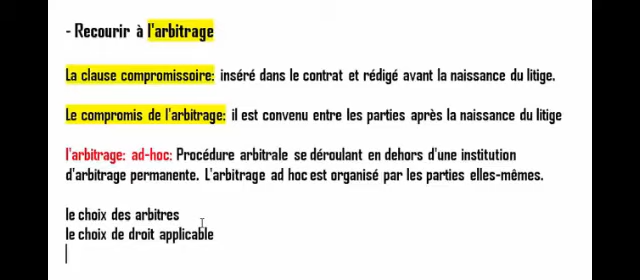 - Recourir à l'arbitrage
La clause compromissoire: inséré dans le contrat et rédigé avant la naissance du litige.
Le compromis de l'arbitrage: il est convenu entre les parties après la naissance du litige
l'arbitrage: ad-hoc: Procédure arbitrale se déroulant en dehors d'une institution
d'arbitrage permanente. L'arbitrage ad hoc est organisé par les parties elles-mêmes.
le choix des arbitres
le choix de droit applicable